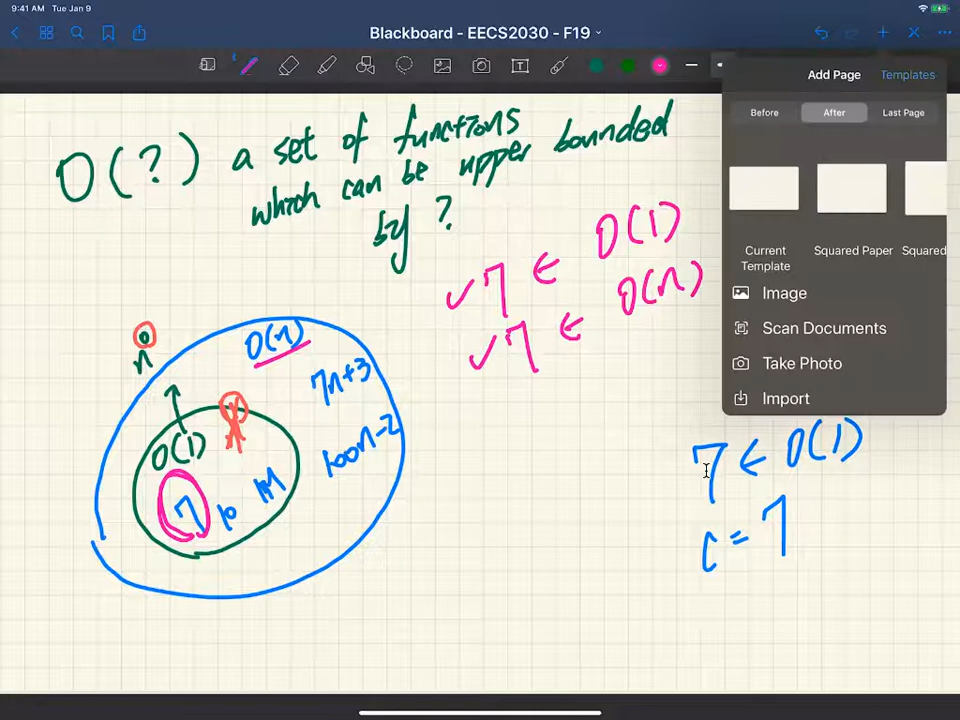 9:41 AM Tue Jan 9
Blackboard - EECS2030 - F19
Add Page
Templates
Before
After
Last Page
Current Template
Squared Paper
Squared
Image
Scan Documents
Take Photo
Import
O(?) a set of functions
which can be upper bounded
by ?
✓ 7 ∈ O(1)
✓ 7 ∈ O(n)
n⁰
O(n)
7n+3
100n-2
O(1)
7 10 1M
7 ∈ O(1)
c = 7